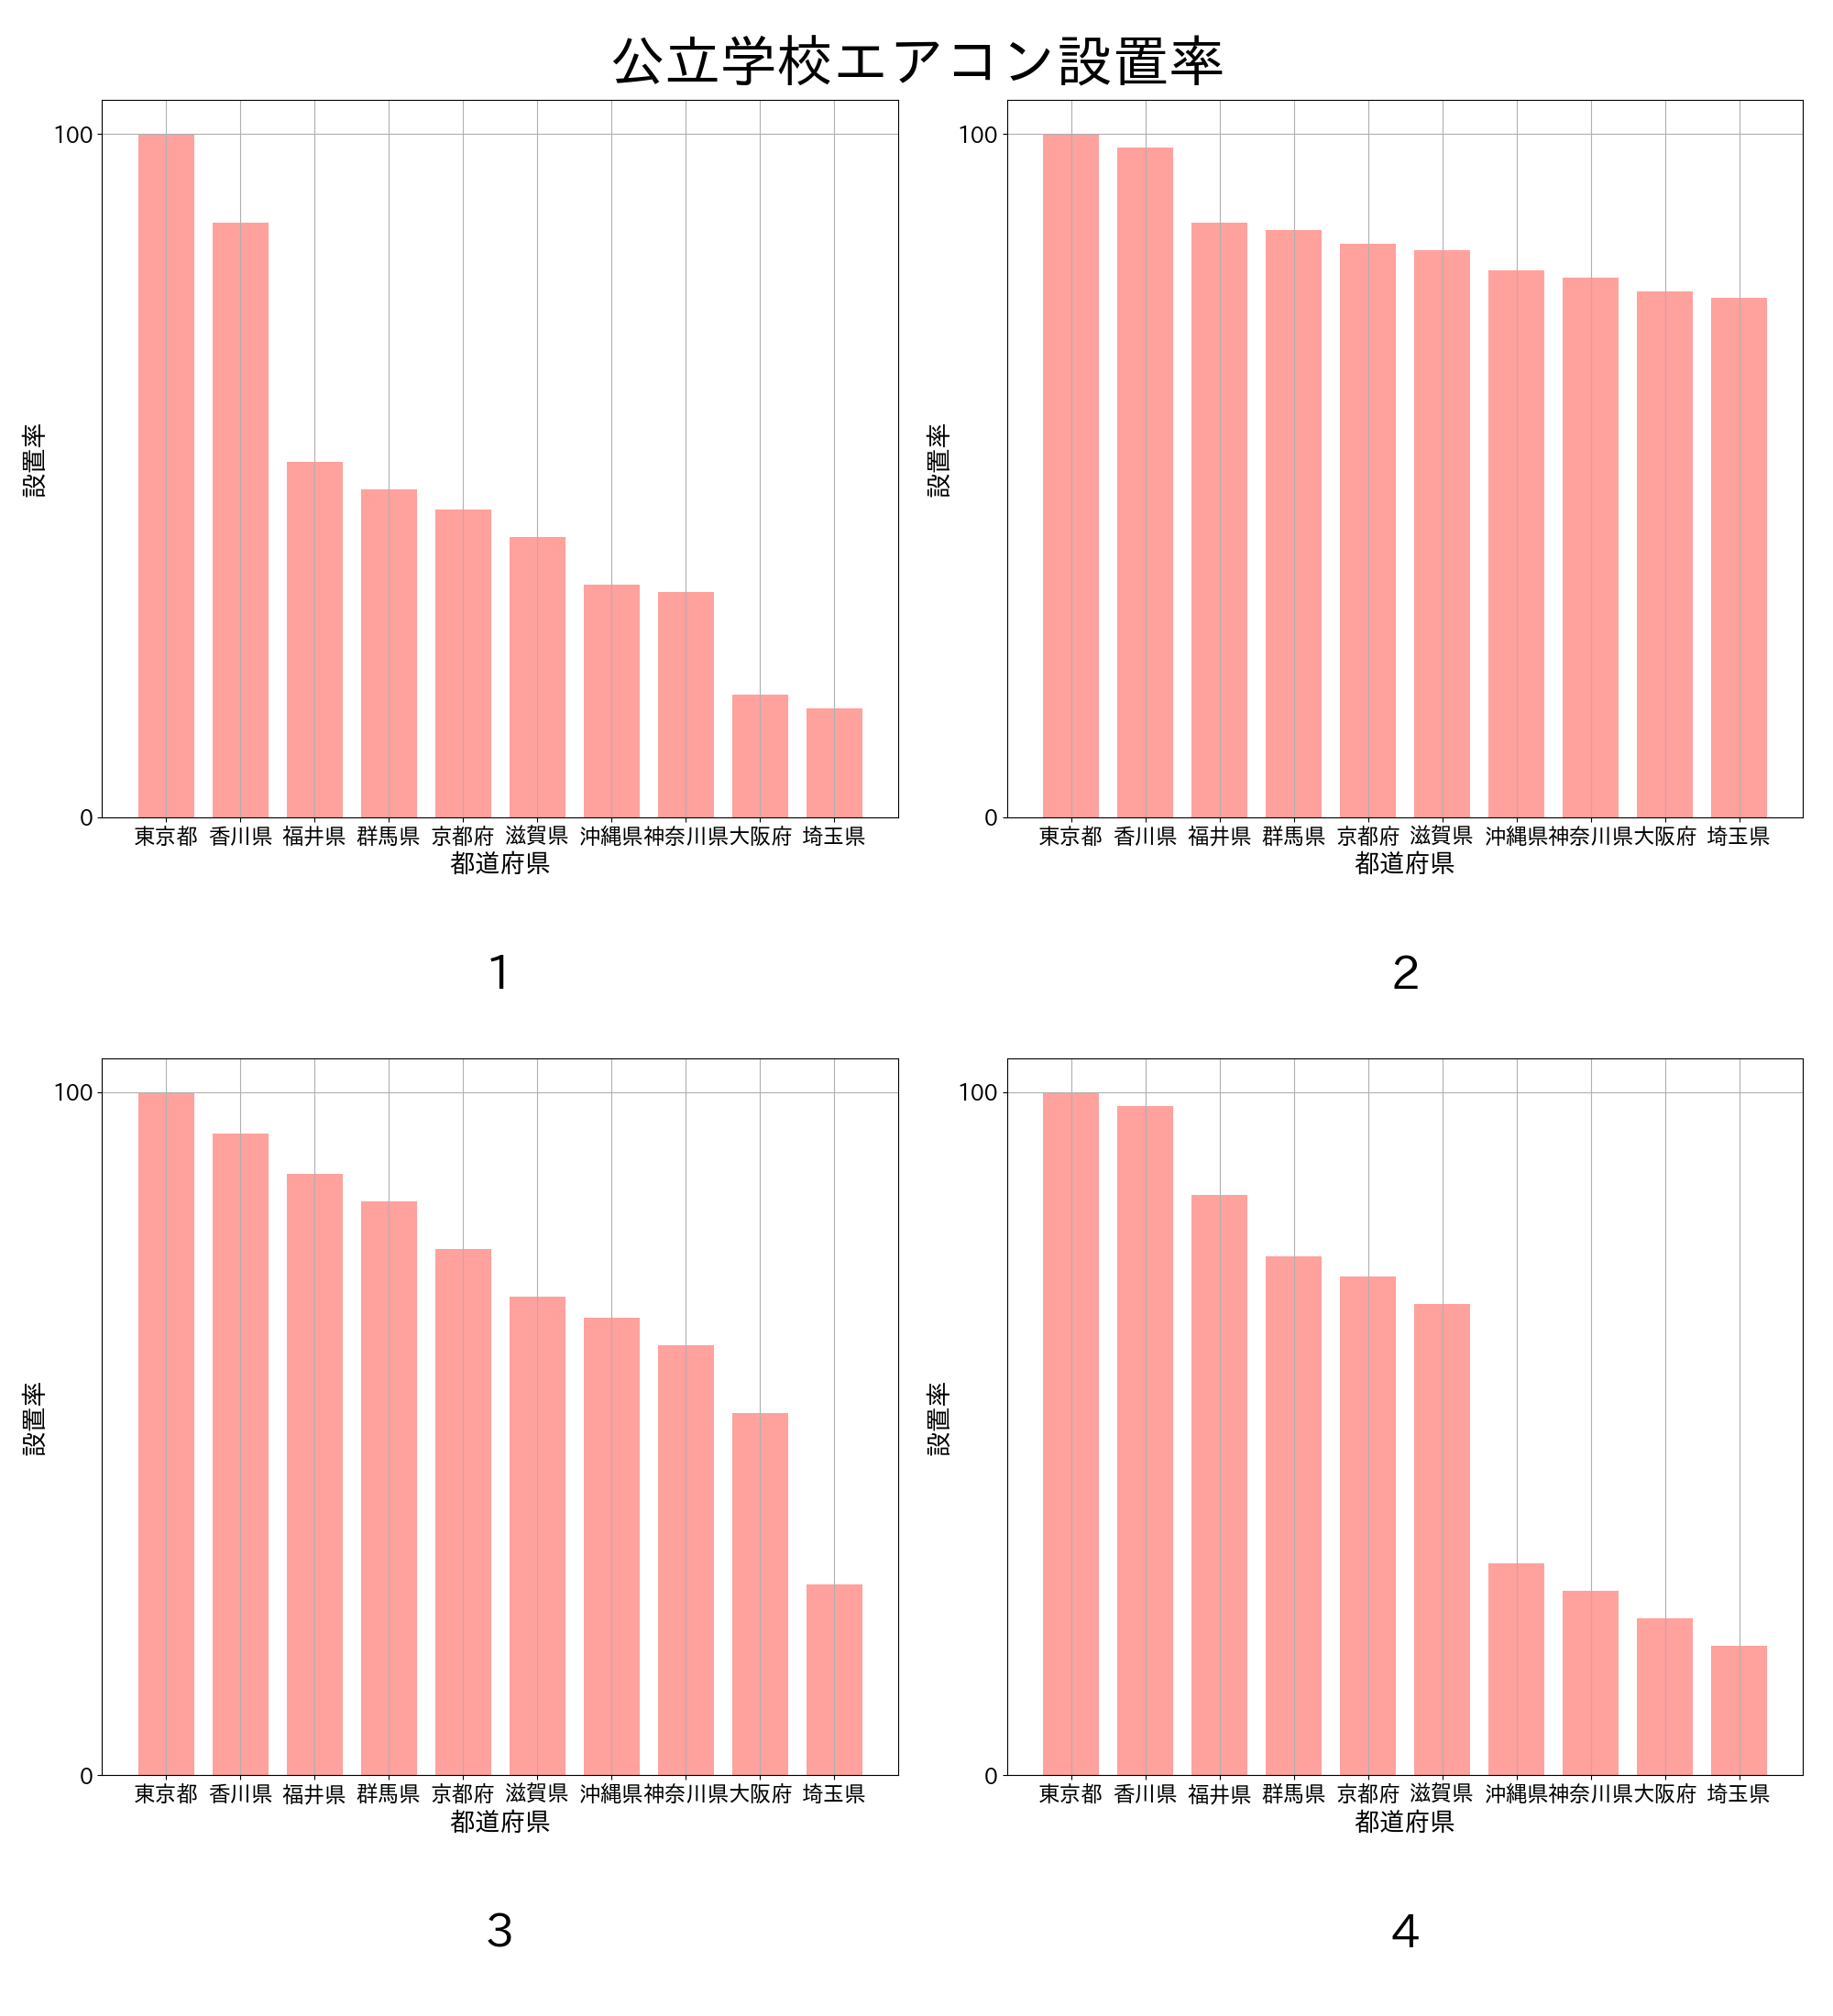 公立学校エアコン設置率
100
0
設置率
東京都 香川県 福井県 群馬県 京都府 滋賀県 沖縄県 神奈川県 大阪府 埼玉県
都道府県
1
100
0
設置率
東京都 香川県 福井県 群馬県 京都府 滋賀県 沖縄県 神奈川県 大阪府 埼玉県
都道府県
2
100
0
設置率
東京都 香川県 福井県 群馬県 京都府 滋賀県 沖縄県 神奈川県 大阪府 埼玉県
都道府県
3
100
0
設置率
東京都 香川県 福井県 群馬県 京都府 滋賀県 沖縄県 神奈川県 大阪府 埼玉県
都道府県
4